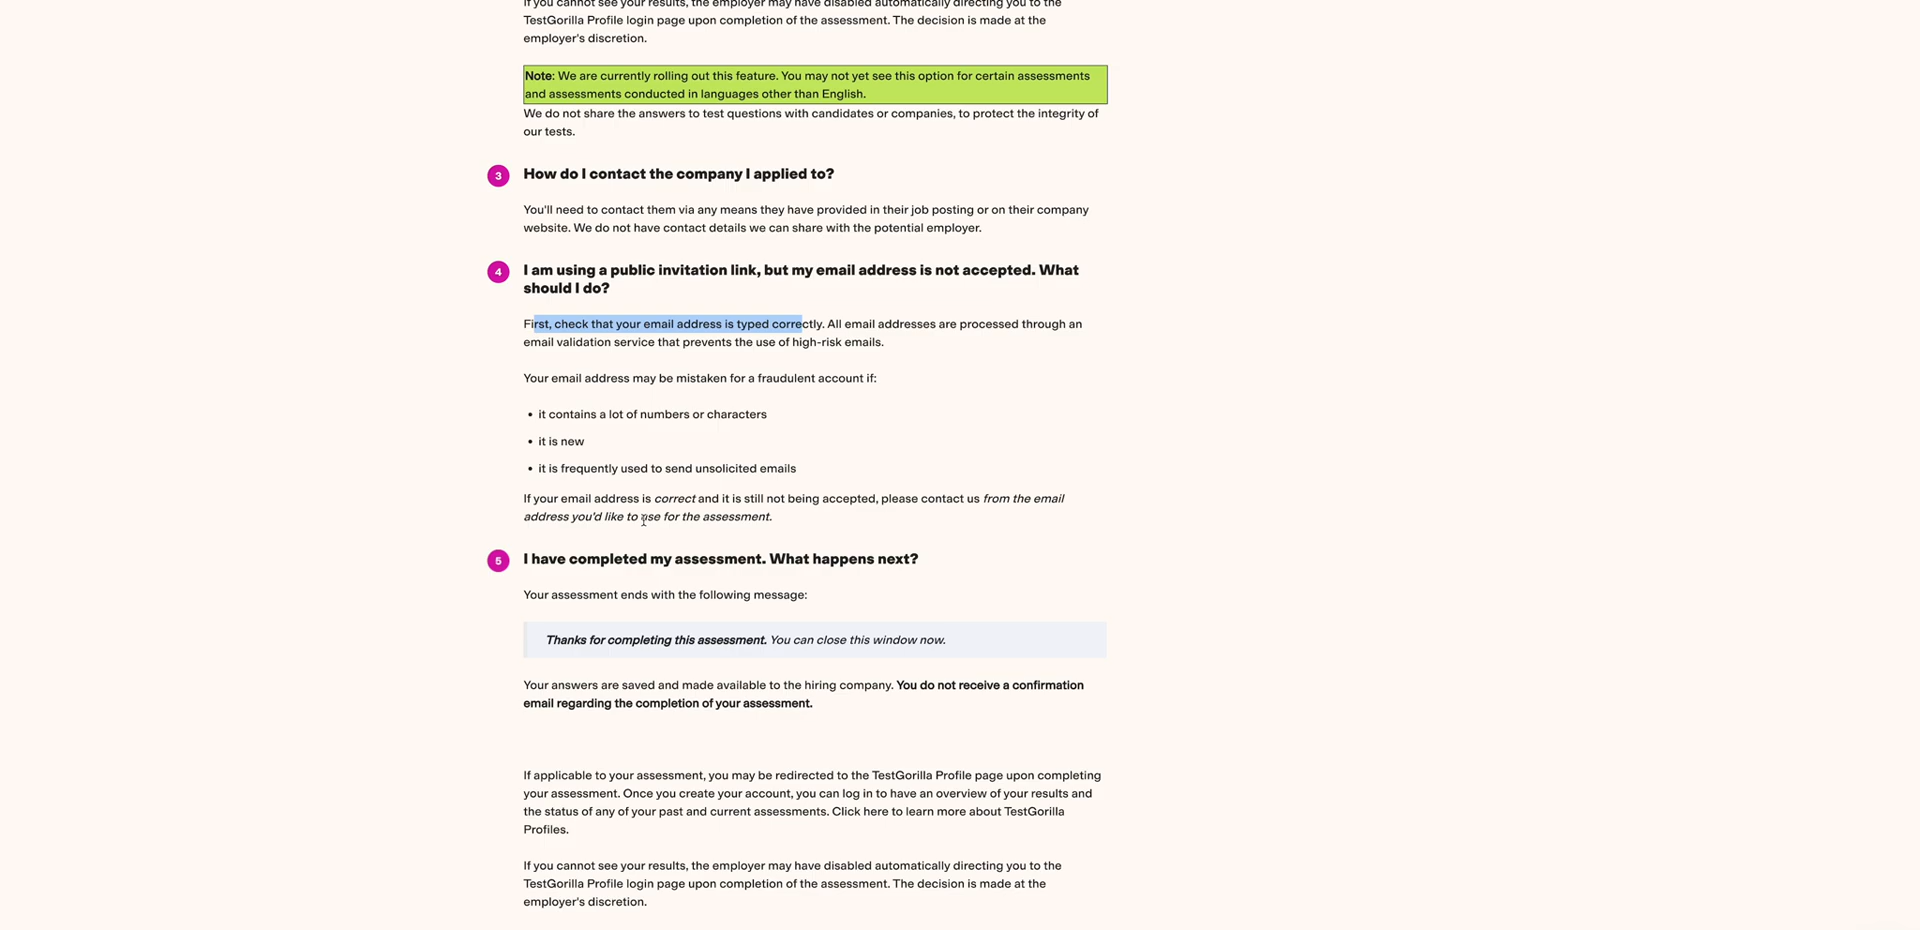 If you cannot see your results, the employer may have disabled automatically directing you to the
TestGorilla Profile login page upon completion of the assessment. The decision is made at the
employer's discretion.
Note: We are currently rolling out this feature. You may not yet see this option for certain assessments
and assessments conducted in languages other than English.
We do not share the answers to test questions with candidates or companies, to protect the integrity of
our tests.
3 How do I contact the company I applied to?
You'll need to contact them via any means they have provided in their job posting or on their company
website. We do not have contact details we can share with the potential employer.
4 I am using a public invitation link, but my email address is not accepted. What
should I do?
First, check that your email address is typed correctly. All email addresses are processed through an
email validation service that prevents the use of high-risk emails.
Your email address may be mistaken for a fraudulent account if:
• it contains a lot of numbers or characters
• it is new
• it is frequently used to send unsolicited emails
If your email address is correct and it is still not being accepted, please contact us from the email
address you'd like to use for the assessment.
5 I have completed my assessment. What happens next?
Your assessment ends with the following message:
Thanks for completing this assessment. You can close this window now.
Your answers are saved and made available to the hiring company. You do not receive a confirmation
email regarding the completion of your assessment.
If applicable to your assessment, you may be redirected to the TestGorilla Profile page upon completing
your assessment. Once you create your account, you can log in to have an overview of your results and
the status of any of your past and current assessments. Click here to learn more about TestGorilla
Profiles.
If you cannot see your results, the employer may have disabled automatically directing you to the
TestGorilla Profile login page upon completion of the assessment. The decision is made at the
employer's discretion.